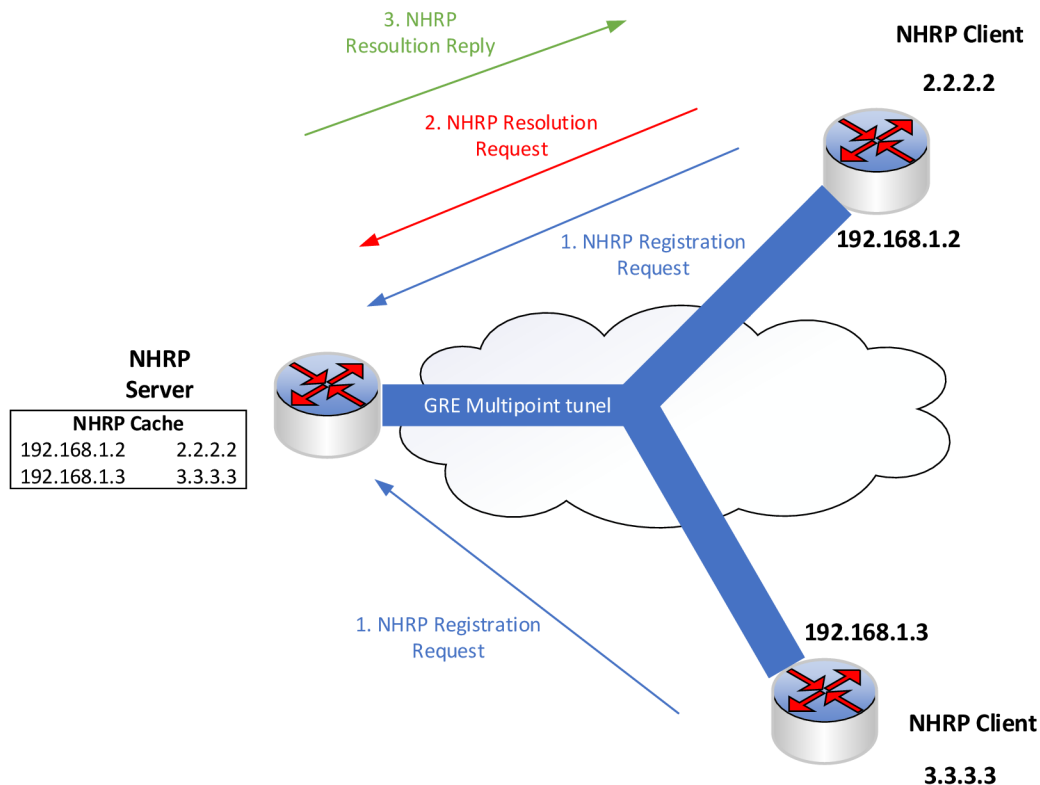 3. NHRP
Resoultion Reply
NHRP Client
2.2.2.2
2. NHRP Resolution
Request
192.168.1.2
1. NHRP Registration
Request
NHRP
Server
NHRP Cache
192.168.1.2 2.2.2.2
192.168.1.3 3.3.3.3
GRE Multipoint tunel
1. NHRP Registration
Request
192.168.1.3
NHRP Client
3.3.3.3